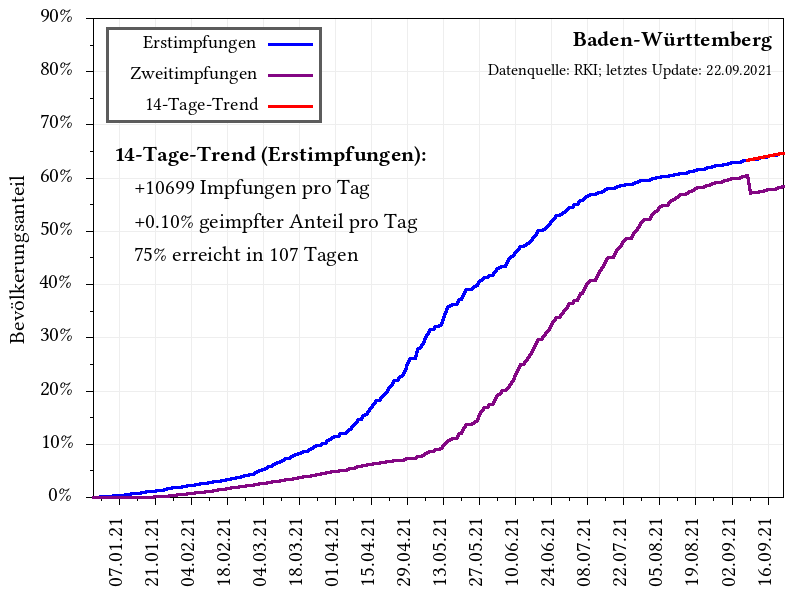 Baden-Württemberg
Datenquelle: RKI; letztes Update: 22.09.2021
Erstimpfungen
Zweitimpfungen
14-Tage-Trend
14-Tage-Trend (Erstimpfungen):
+10699 Impfungen pro Tag
+0.10% geimpfter Anteil pro Tag
75% erreicht in 107 Tagen
Bevölkerungsanteil
90%
80%
70%
60%
50%
40%
30%
20%
10%
0%
07.01.21
21.01.21
04.02.21
18.02.21
04.03.21
18.03.21
01.04.21
15.04.21
29.04.21
13.05.21
27.05.21
10.06.21
24.06.21
08.07.21
22.07.21
05.08.21
19.08.21
02.09.21
16.09.21